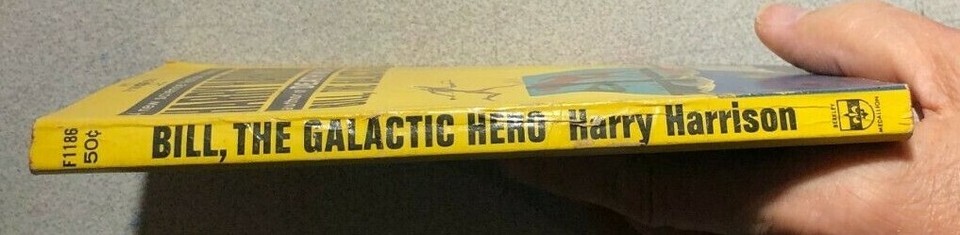 F1186
50¢
BILL, THE GALACTIC HERO Harry Harrison
BERKLEY
MEDALLION